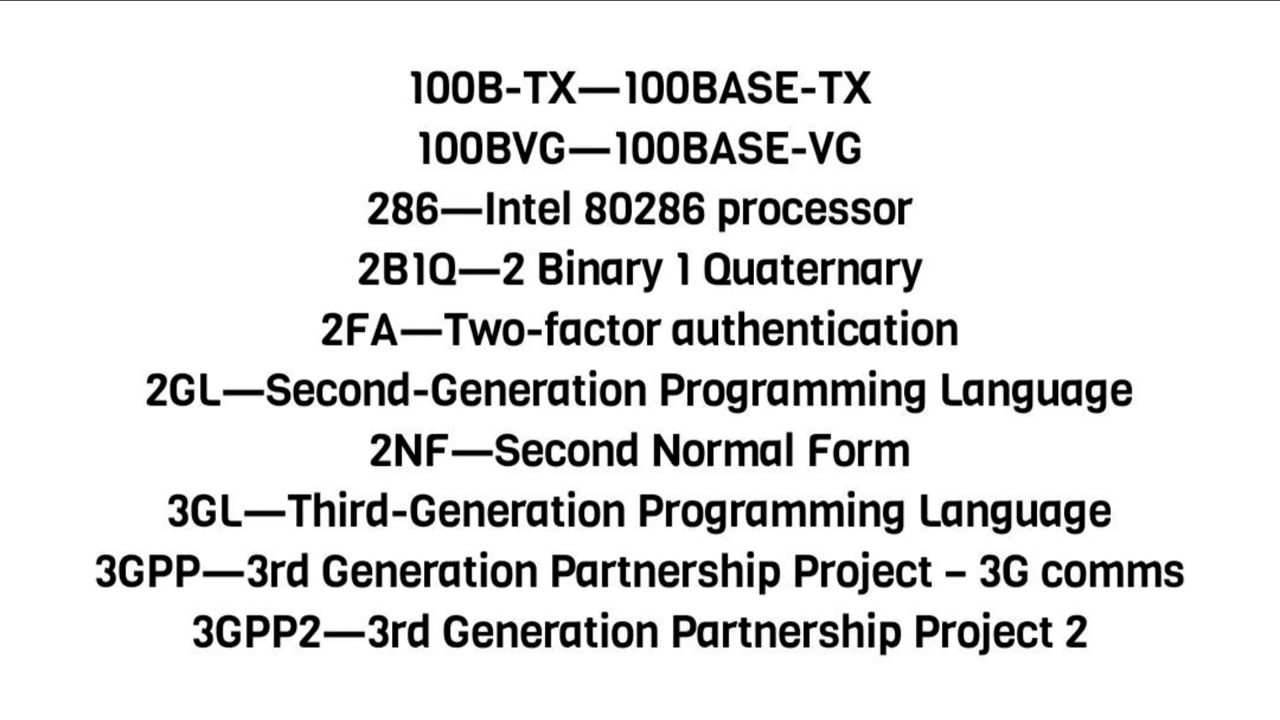 100B-TX—100BASE-TX
100BVG—100BASE-VG
286—Intel 80286 processor
2B1Q—2 Binary 1 Quaternary
2FA—Two-factor authentication
2GL—Second-Generation Programming Language
2NF—Second Normal Form
3GL—Third-Generation Programming Language
3GPP—3rd Generation Partnership Project – 3G comms
3GPP2—3rd Generation Partnership Project 2